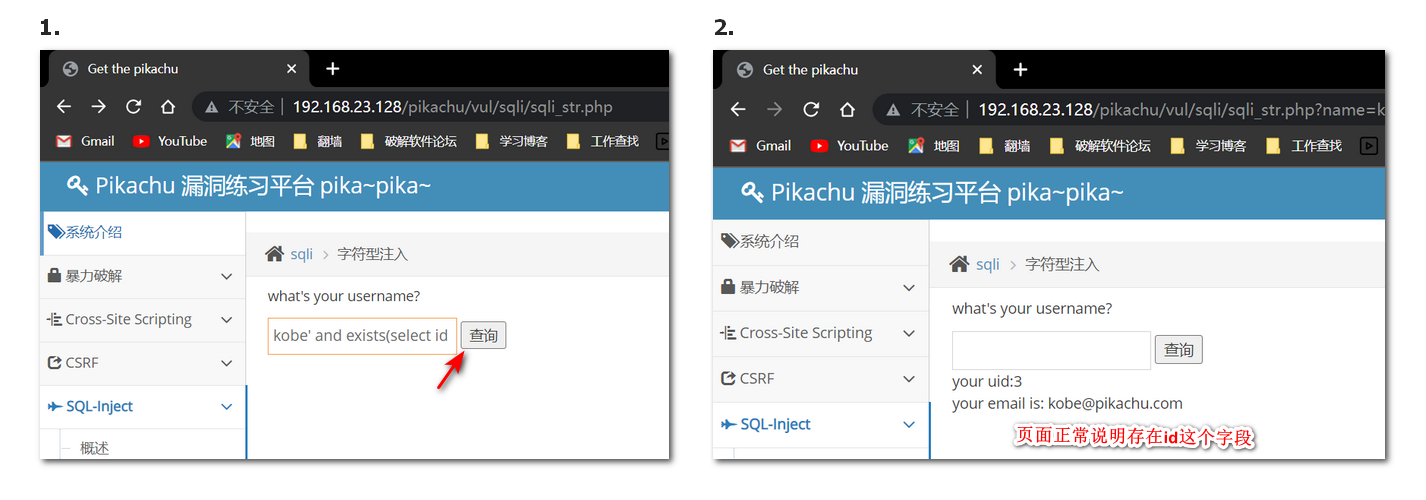 1.
Get the pikachu
不安全 192.168.23.128/pikachu/vul/sqli/sqli_str.php
Gmail YouTube 地图 翻墙 破解软件论坛 学习博客 工作查找
Pikachu 漏洞练习平台 pika~pika~
系统介绍
暴力破解
Cross-Site Scripting
CSRF
SQL-Inject
概述
sqli > 字符型注入
what's your username?
kobe' and exists(select id 查询
2.
Get the pikachu
不安全 192.168.23.128/pikachu/vul/sqli/sqli_str.php?name=k
Gmail YouTube 地图 翻墙 破解软件论坛 学习博客 工作查找
Pikachu 漏洞练习平台 pika~pika~
系统介绍
暴力破解
Cross-Site Scripting
CSRF
SQL-Inject
sqli > 字符型注入
what's your username?
查询
your uid:3
your email is: kobe@pikachu.com
页面正常说明存在id这个字段